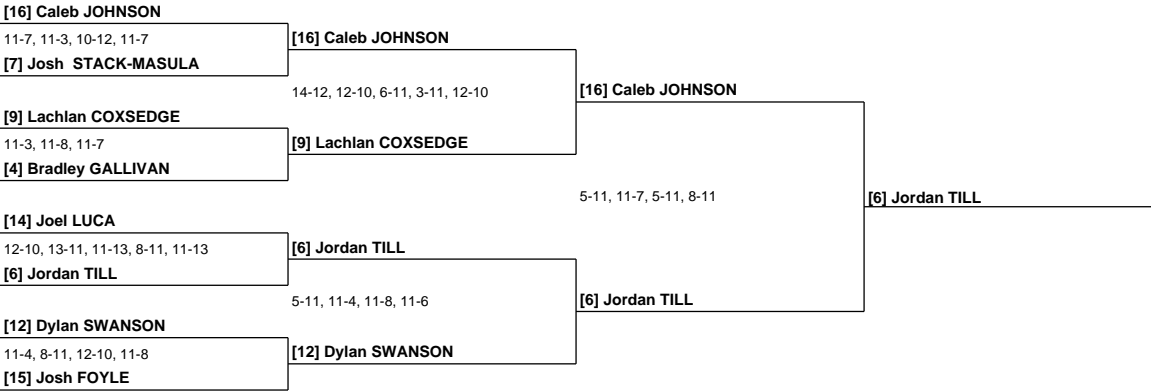 [16] Caleb JOHNSON
11-7, 11-3, 10-12, 11-7
[7] Josh STACK-MASULA
[16] Caleb JOHNSON
14-12, 12-10, 6-11, 3-11, 12-10
[16] Caleb JOHNSON
[9] Lachlan COXSEDGE
11-3, 11-8, 11-7
[4] Bradley GALLIVAN
[9] Lachlan COXSEDGE
5-11, 11-7, 5-11, 8-11
[6] Jordan TILL
[14] Joel LUCA
12-10, 13-11, 11-13, 8-11, 11-13
[6] Jordan TILL
[6] Jordan TILL
5-11, 11-4, 11-8, 11-6
[6] Jordan TILL
[12] Dylan SWANSON
11-4, 8-11, 12-10, 11-8
[15] Josh FOYLE
[12] Dylan SWANSON